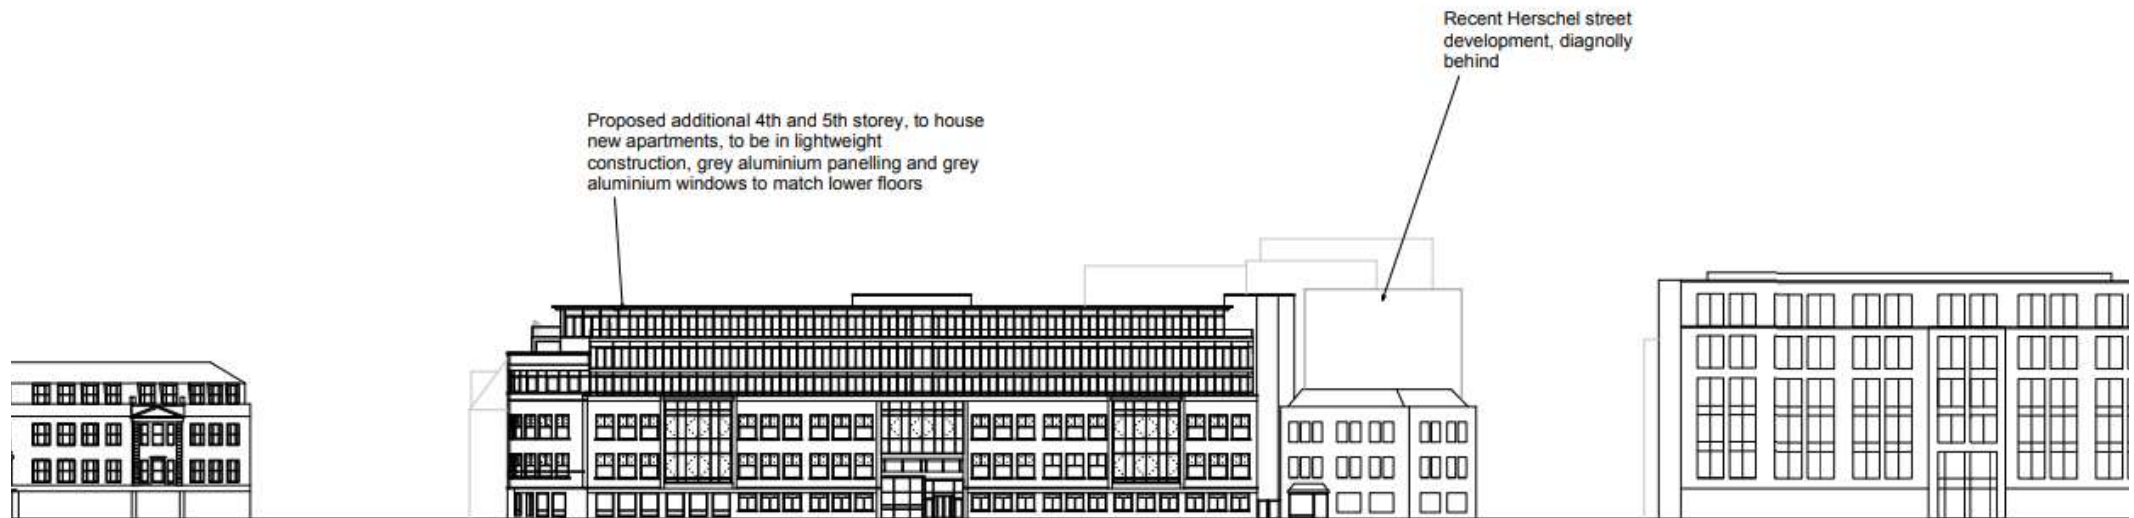 Recent Herschel street
development, diagnolly
behind
Proposed additional 4th and 5th storey, to house
new apartments, to be in lightweight
construction, grey aluminium panelling and grey
aluminium windows to match lower floors